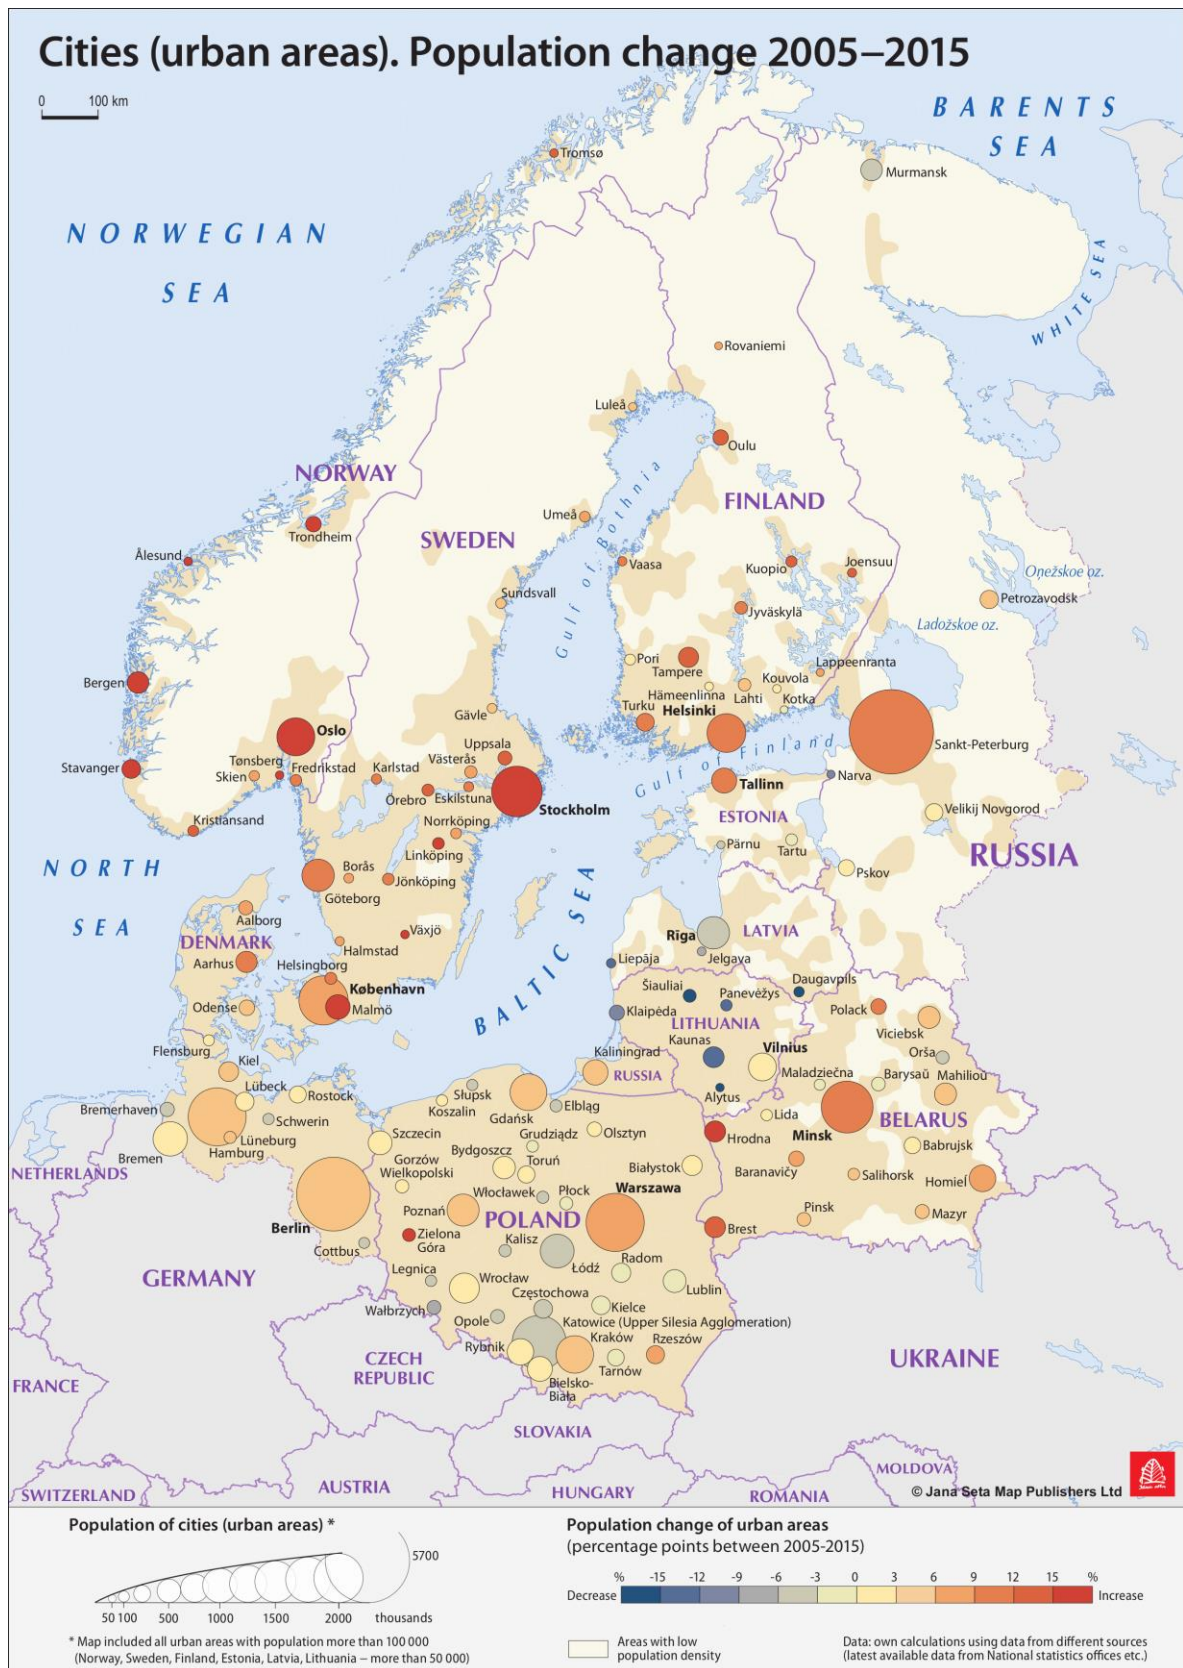 Cities (urban areas). Population change 2005–2015
0 100 km
BARENTS
SEA
Tromsø
Murmansk
NORWEGIAN
SEA
WHITE SEA
Rovaniemi
Luleå
Oulu
NORWAY
FINLAND
Gulf of Bothnia
Umeå
Trondheim
SWEDEN
Ålesund
Vaasa
Kuopio
Joensuu
Oņežskoe oz.
Sundsvall
Petrozavodsk
Jyväskylä
Ladožskoe oz.
Pori
Tampere
Lappeenranta
Bergen
Hämeenlinna
Lahti
Kouvola
Kotka
Gävle
Turku
Helsinki
Oslo
Uppsala
Sankt-Peterburg
Gulf of Finland
Stavanger
Tønsberg
Skien
Fredrikstad
Karlstad
Västerås
Örebro
Eskilstuna
Stockholm
Tallinn
Narva
Kristiansand
Norrköping
ESTONIA
Velikij Novgorod
Linköping
Pärnu
Tartu
RUSSIA
NORTH
SEA
Borås
Jönköping
Göteborg
Pskov
BALTIC SEA
Aalborg
DENMARK
Växjö
Halmstad
Rīga
LATVIA
Jelgava
Aarhus
Helsingborg
Liepāja
København
Malmö
Daugavpils
Šiauliai
Panevėžys
Odense
Klaipėda
LITHUANIA
Polack
Viciebsk
Flensburg
Kaunas
Vilnius
Orša
Kiel
Kaliningrad
RUSSIA
Maladziečna
Barysaŭ
Mahilioŭ
Lübeck
Rostock
Słupsk
Koszalin
Gdańsk
Elbląg
Alytus
Bremerhaven
Schwerin
Lida
BELARUS
Lüneburg
Hamburg
Bremen
Szczecin
Grudziądz
Olsztyn
Hrodna
Minsk
Babrujsk
NETHERLANDS
Gorzów
Wielkopolski
Bydgoszcz
Toruń
Białystok
Baranavičy
Salihorsk
Homiel
Berlin
Włocławek
Płock
Warszawa
Poznań
POLAND
Pinsk
Mazyr
Brest
Cottbus
Zielona
Góra
Kalisz
Łódź
Radom
GERMANY
Legnica
Wrocław
Lublin
Częstochowa
Wałbrzych
Opole
Kielce
Katowice (Upper Silesia Agglomeration)
Rybnik
Kraków
Rzeszów
Tarnów
Bielsko-
Biała
CZECH
REPUBLIC
UKRAINE
FRANCE
SLOVAKIA
AUSTRIA
MOLDOVA
SWITZERLAND
HUNGARY
ROMANIA
© Jana Seta Map Publishers Ltd
Population of cities (urban areas) *
5700
50 100 500 1000 1500 2000 thousands
* Map included all urban areas with population more than 100 000
(Norway, Sweden, Finland, Estonia, Latvia, Lithuania – more than 50 000)
Population change of urban areas
(percentage points between 2005-2015)
% -15 -12 -9 -6 -3 0 3 6 9 12 15 %
Decrease Increase
Areas with low
population density
Data: own calculations using data from different sources
(latest available data from National statistics offices etc.)